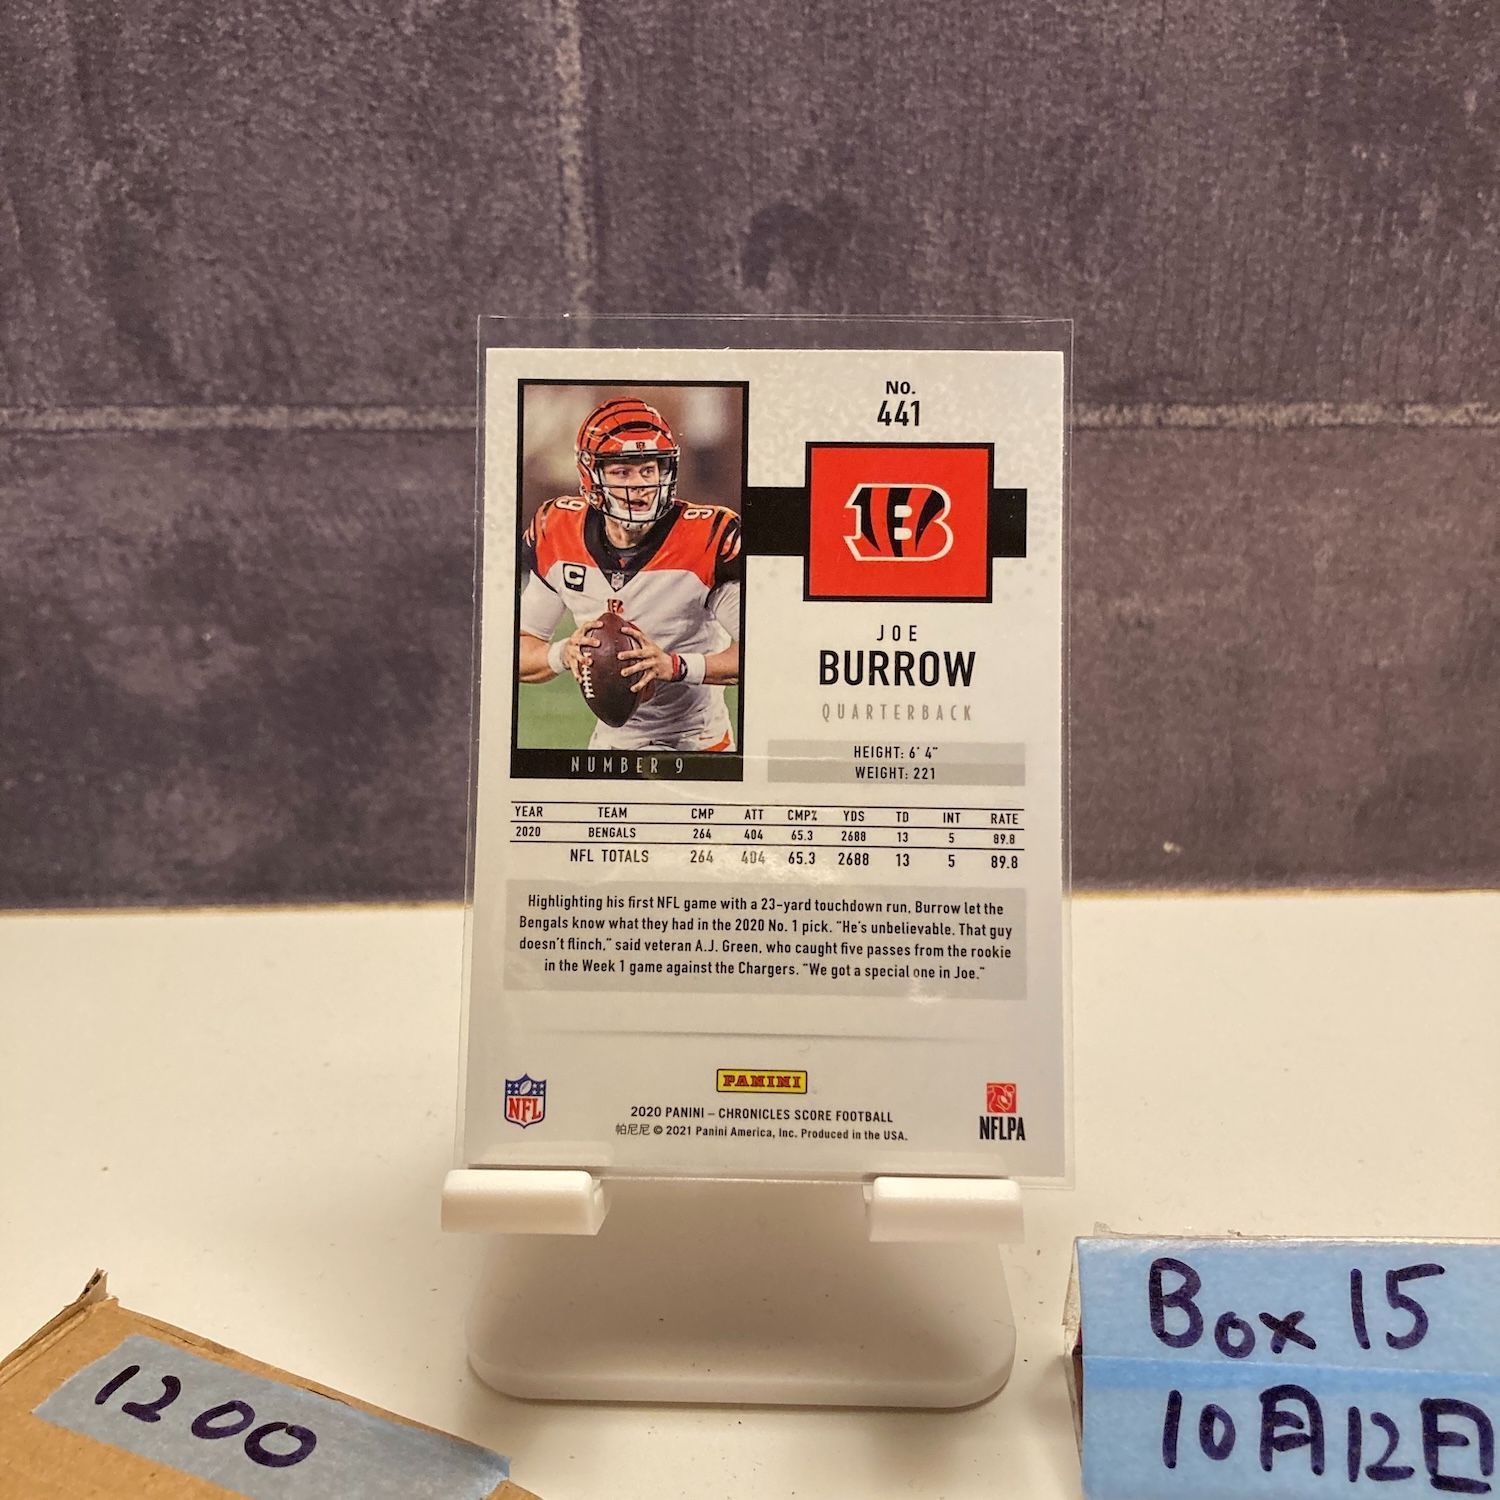 No.
441
JOE
BURROW
QUARTERBACK
HEIGHT: 6' 4"
WEIGHT: 221
9 9
C
NUMBER 9
YEAR TEAM CMP ATT CMP% YDS TD INT RATE
2020 BENGALS 264 404 65.3 2688 13 5 89.8
NFL TOTALS 264 404 65.3 2688 13 5 89.8
Highlighting his first NFL game with a 23-yard touchdown run, Burrow let the
Bengals know what they had in the 2020 No. 1 pick. "He's unbelievable. That guy
doesn't flinch," said veteran A.J. Green, who caught five passes from the rookie
in the Week 1 game against the Chargers. "We got a special one in Joe."
PANINI
NFL
2020 PANINI – CHRONICLES SCORE FOOTBALL
帕尼尼 © 2021 Panini America, Inc. Produced in the USA.
NFLPA
1200
Box 15
10月12日